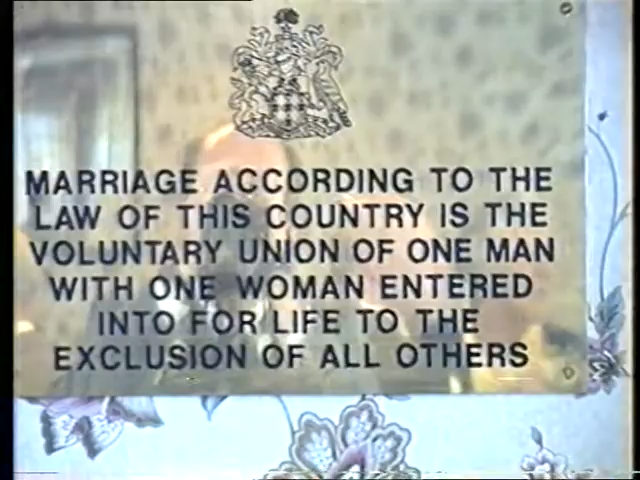 MARRIAGE ACCORDING TO THE
LAW OF THIS COUNTRY IS THE
VOLUNTARY UNION OF ONE MAN
WITH ONE WOMAN ENTERED
INTO FOR LIFE TO THE
EXCLUSION OF ALL OTHERS